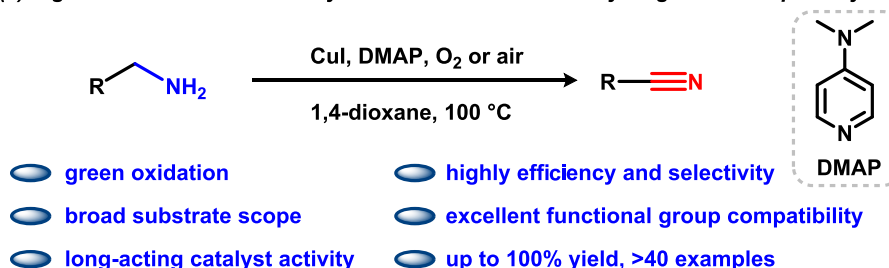 CuI, DMAP, O₂ or air
R NH₂ R N
1,4-dioxane, 100 °C
N
N
DMAP
green oxidation highly efficiency and selectivity
broad substrate scope excellent functional group compatibility
long-acting catalyst activity up to 100% yield, >40 examples